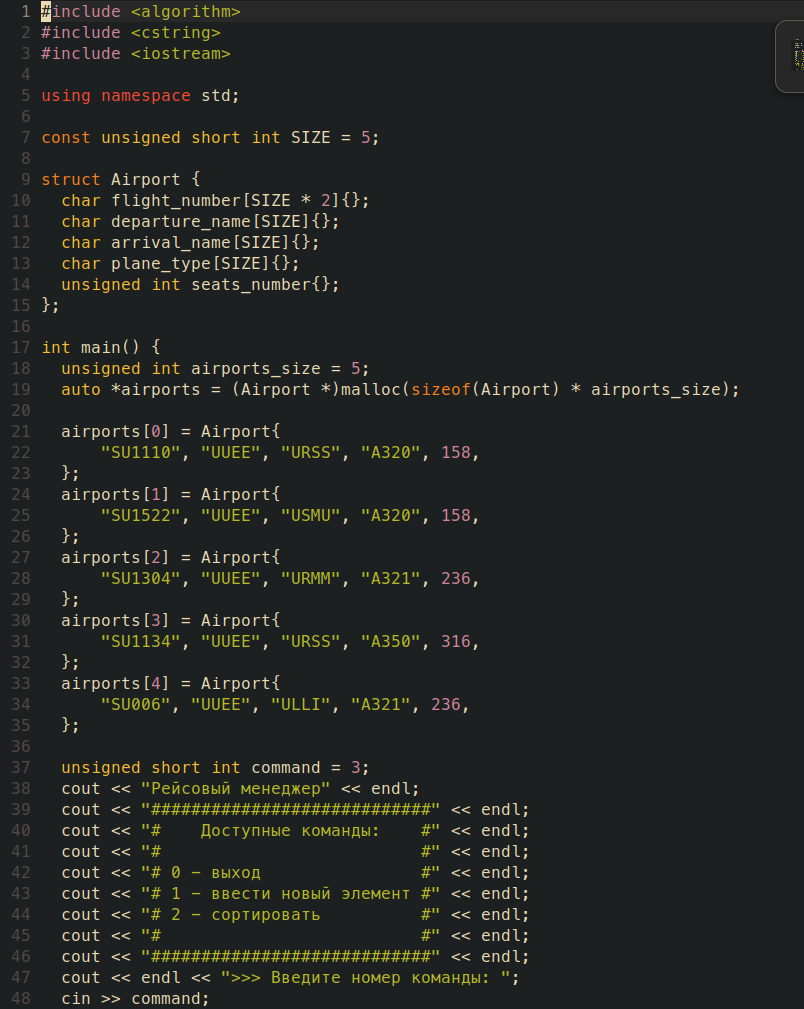 1 #include <algorithm>
2 #include <cstring>
3 #include <iostream>
4
5 using namespace std;
6
7 const unsigned short int SIZE = 5;
8
9 struct Airport {
10   char flight_number[SIZE * 2]{};
11   char departure_name[SIZE]{};
12   char arrival_name[SIZE]{};
13   char plane_type[SIZE]{};
14   unsigned int seats_number{};
15 };
16
17 int main() {
18   unsigned int airports_size = 5;
19   auto *airports = (Airport *)malloc(sizeof(Airport) * airports_size);
20
21   airports[0] = Airport{
22       "SU1110", "UUEE", "URSS", "A320", 158,
23   };
24   airports[1] = Airport{
25       "SU1522", "UUEE", "USMU", "A320", 158,
26   };
27   airports[2] = Airport{
28       "SU1304", "UUEE", "URMM", "A321", 236,
29   };
30   airports[3] = Airport{
31       "SU1134", "UUEE", "URSS", "A350", 316,
32   };
33   airports[4] = Airport{
34       "SU006", "UUEE", "ULLI", "A321", 236,
35   };
36
37   unsigned short int command = 3;
38   cout << "Рейсовый менеджер" << endl;
39   cout << "############################" << endl;
40   cout << "#    Доступные команды:    #" << endl;
41   cout << "#                          #" << endl;
42   cout << "# 0 – выход                #" << endl;
43   cout << "# 1 – ввести новый элемент #" << endl;
44   cout << "# 2 – сортировать          #" << endl;
45   cout << "#                          #" << endl;
46   cout << "############################" << endl;
47   cout << endl << ">>> Введите номер команды: ";
48   cin >> command;